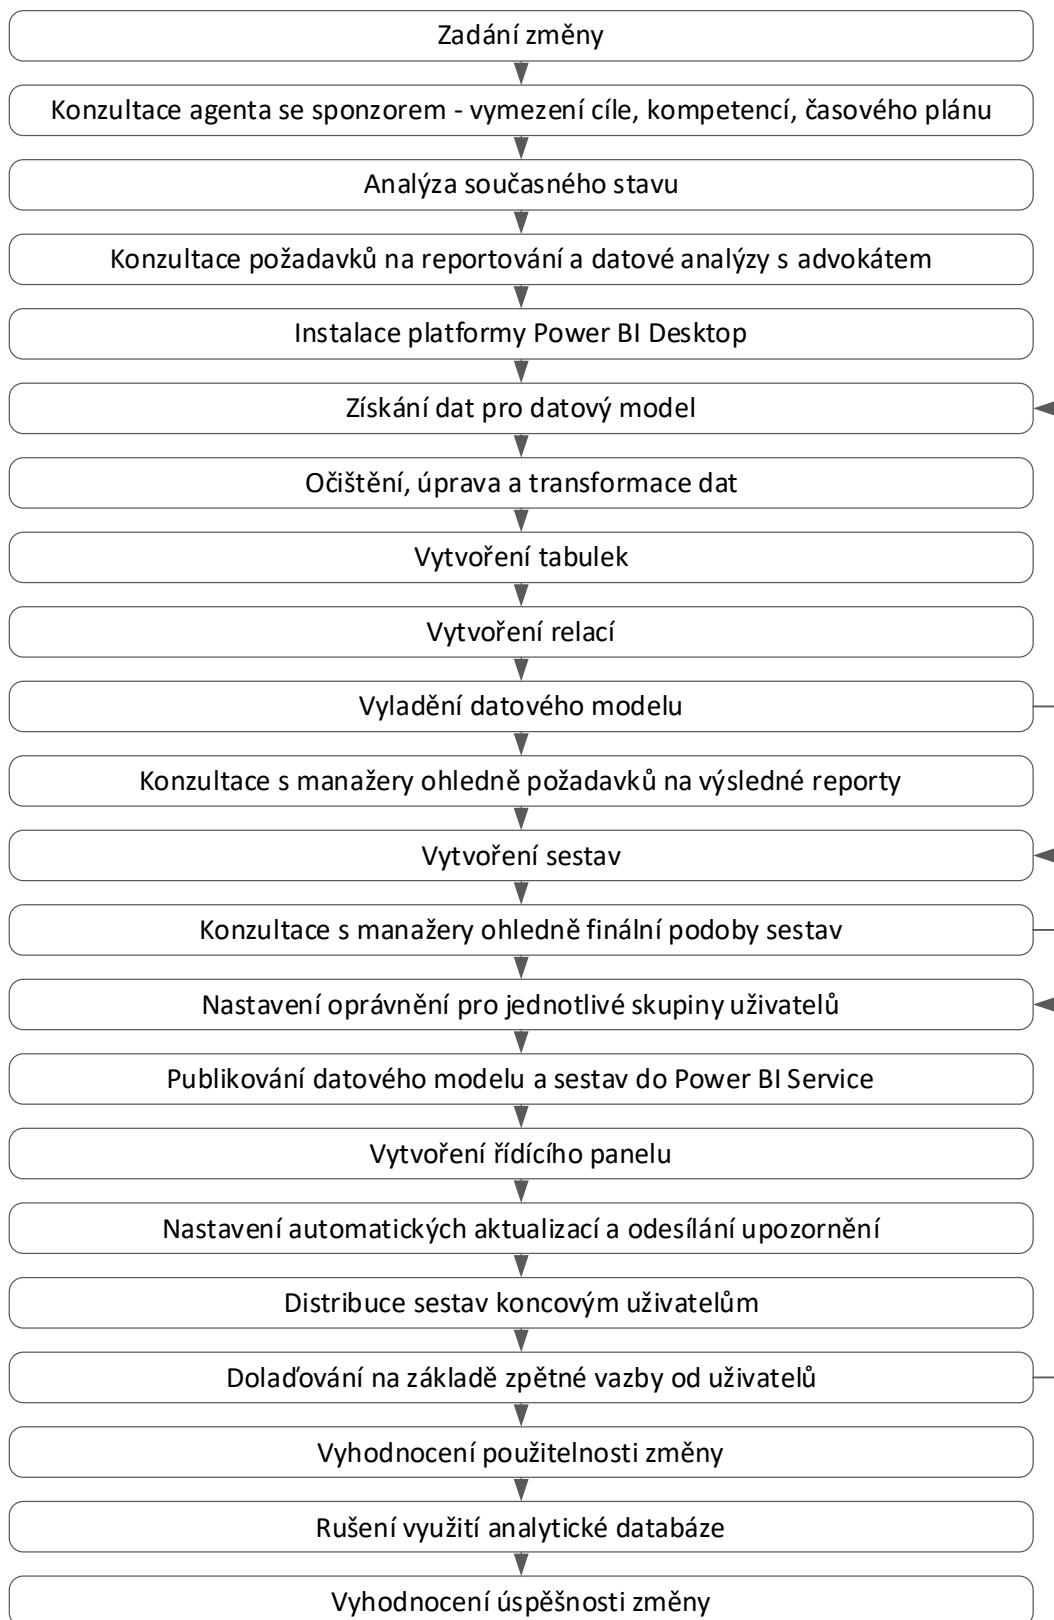 Zadání změny
Konzultace agenta se sponzorem - vymezení cíle, kompetencí, časového plánu
Analýza současného stavu
Konzultace požadavků na reportování a datové analýzy s advokátem
Instalace platformy Power BI Desktop
Získání dat pro datový model
Očištění, úprava a transformace dat
Vytvoření tabulek
Vytvoření relací
Vyladění datového modelu
Konzultace s manažery ohledně požadavků na výsledné reporty
Vytvoření sestav
Konzultace s manažery ohledně finální podoby sestav
Nastavení oprávnění pro jednotlivé skupiny uživatelů
Publikování datového modelu a sestav do Power BI Service
Vytvoření řídícího panelu
Nastavení automatických aktualizací a odesílání upozornění
Distribuce sestav koncovým uživatelům
Dolaďování na základě zpětné vazby od uživatelů
Vyhodnocení použitelnosti změny
Rušení využití analytické databáze
Vyhodnocení úspěšnosti změny